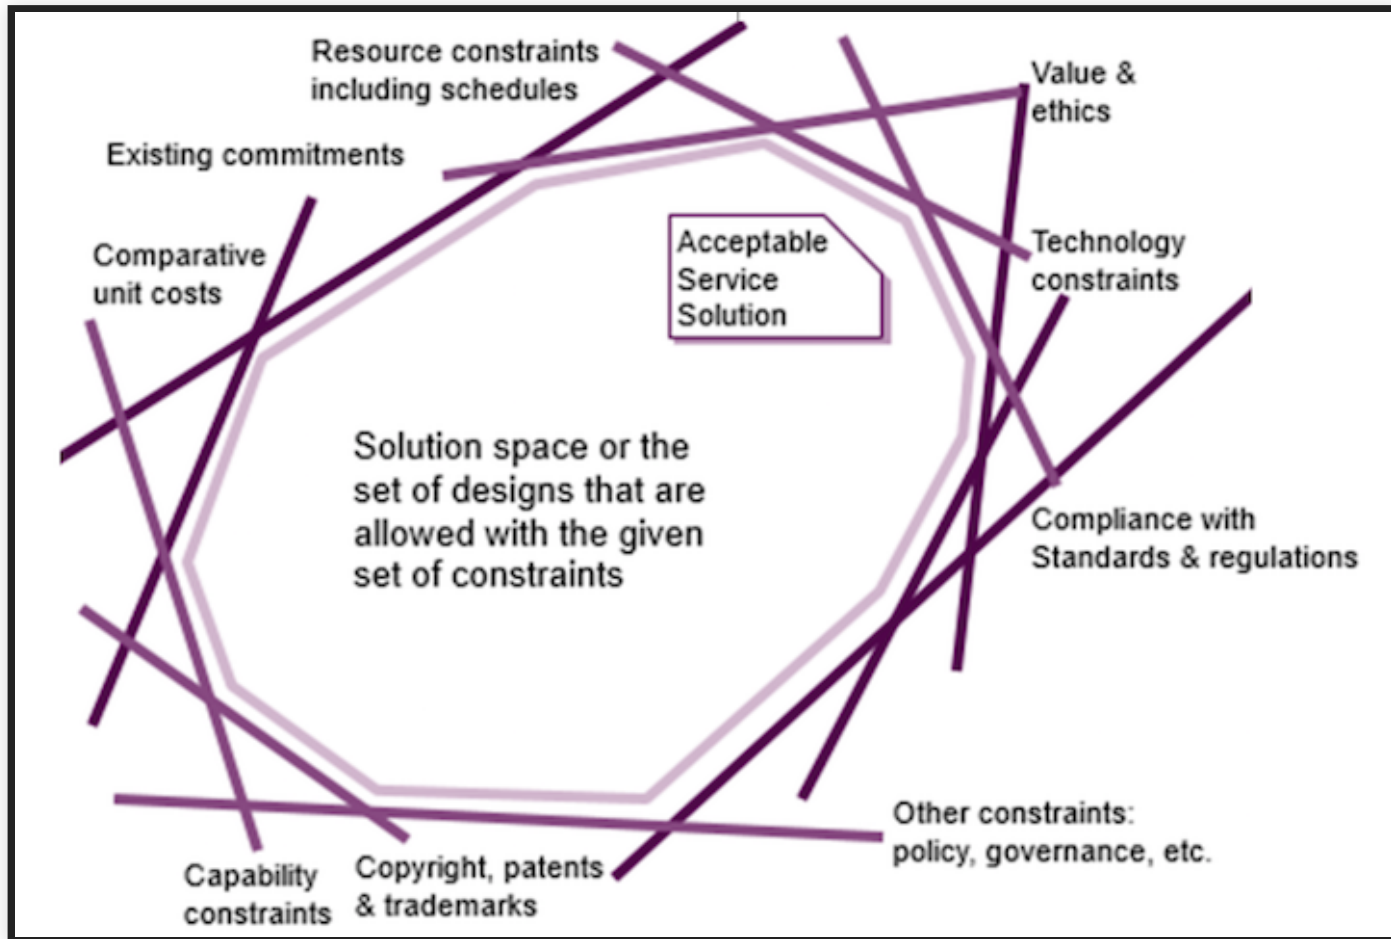 Resource constraints
including schedules
Value &
ethics
Existing commitments
Comparative
unit costs
Acceptable
Service
Solution
Technology
constraints
Solution space or the
set of designs that are
allowed with the given
set of constraints
Compliance with
Standards & regulations
Other constraints:
policy, governance, etc.
Capability
constraints
Copyright, patents
& trademarks